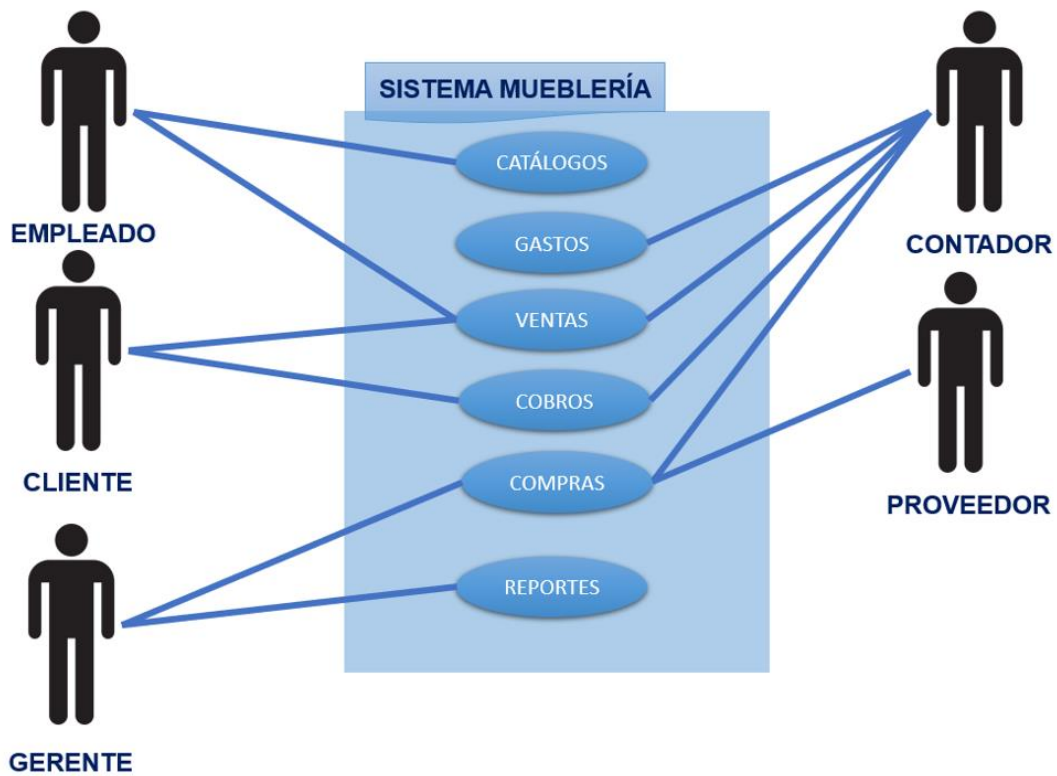 SISTEMA MUEBLERÍA
CATÁLOGOS
GASTOS
VENTAS
COBROS
COMPRAS
REPORTES
EMPLEADO
CLIENTE
GERENTE
CONTADOR
PROVEEDOR